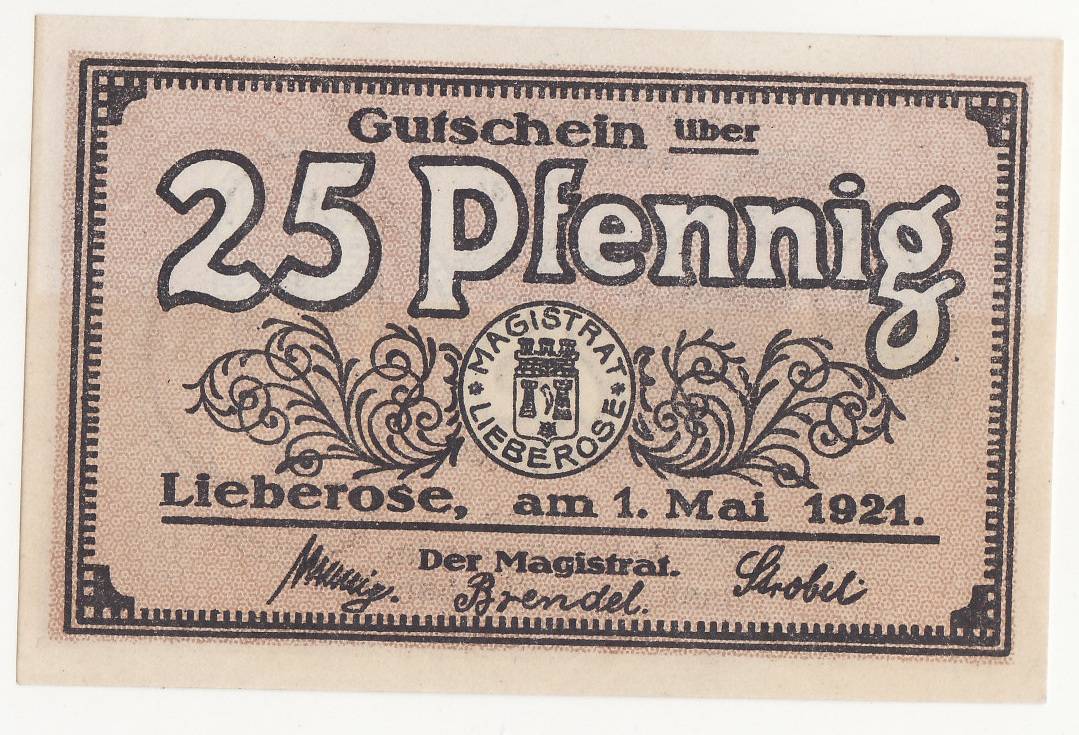 Gutschein über
25 Pfennig
MAGISTRAT
* LIEBEROSE *
Lieberose, am 1. Mai 1921.
Der Magistrat.
Brendel.
Strobel